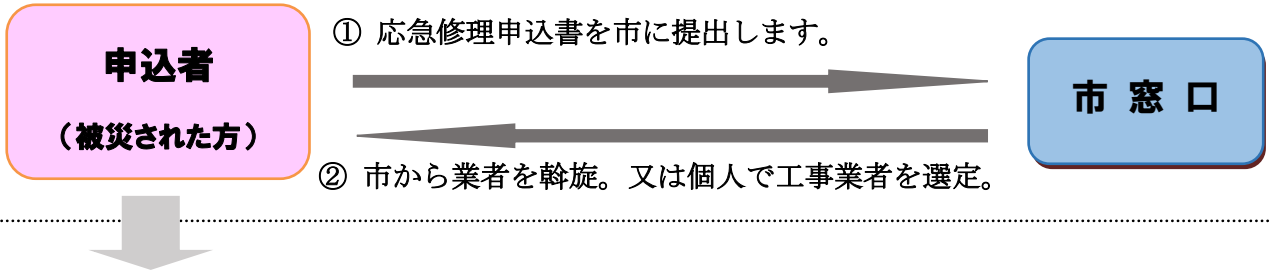 ① 応急修理申込書を市に提出します。
申込者
（被災された方）
市 窓 口
② 市から業者を斡旋。又は個人で工事業者を選定。